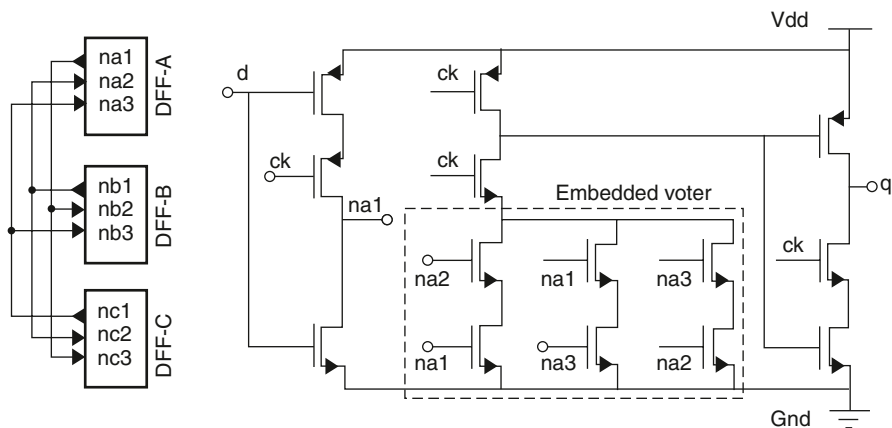 na1
na2
na3
DFF-A
nb1
nb2
nb3
DFF-B
nc1
nc2
nc3
DFF-C
Vdd
d
ck
ck
ck
na1
q
Embedded voter
ck
na2
na1
na3
na1
na3
na2
Gnd